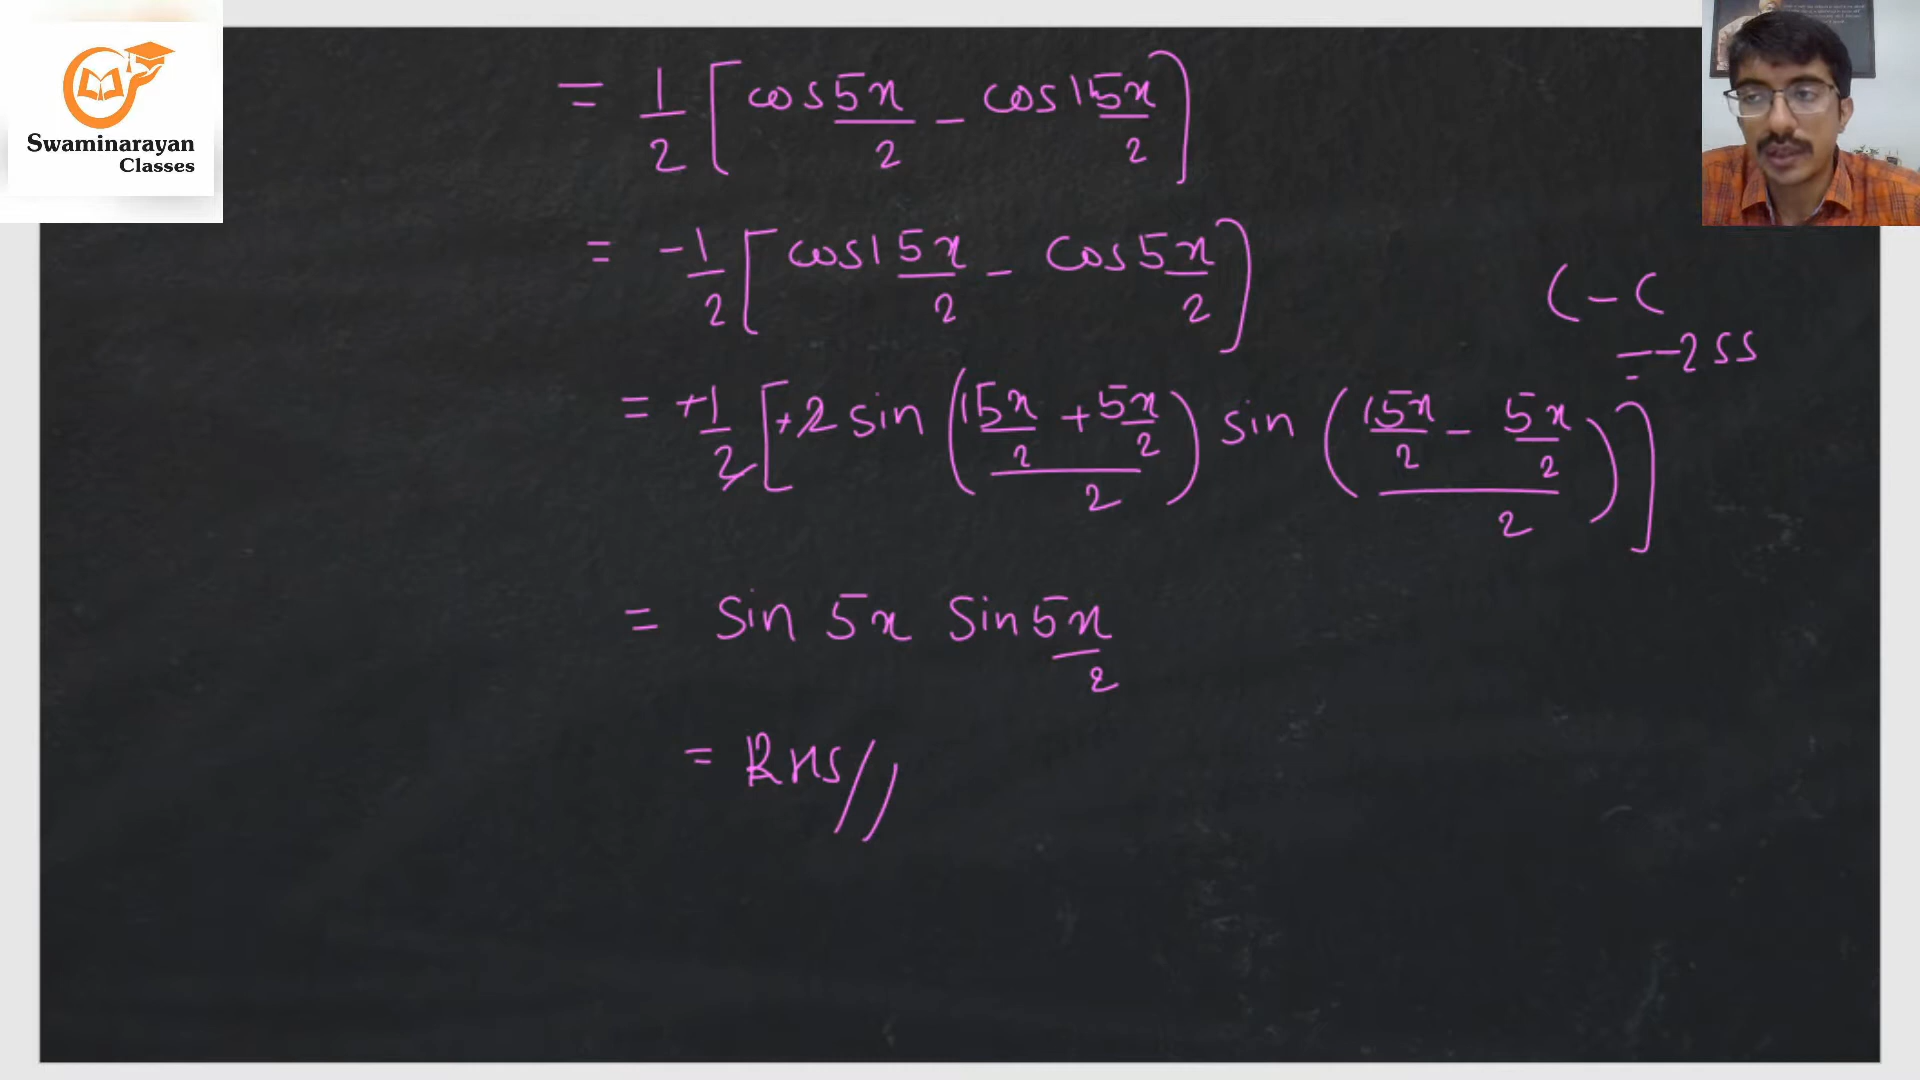 Swaminarayan
Classes
= 1/2 [cos 5x/2 - cos 15x/2]
= -1/2 [cos 15x/2 - cos 5x/2]
C - C
= -2 S S
= +1/2 [+2 sin ((15x/2 + 5x/2)/2) sin ((15x/2 - 5x/2)/2)]
= Sin 5x Sin 5x/2
= RHS//